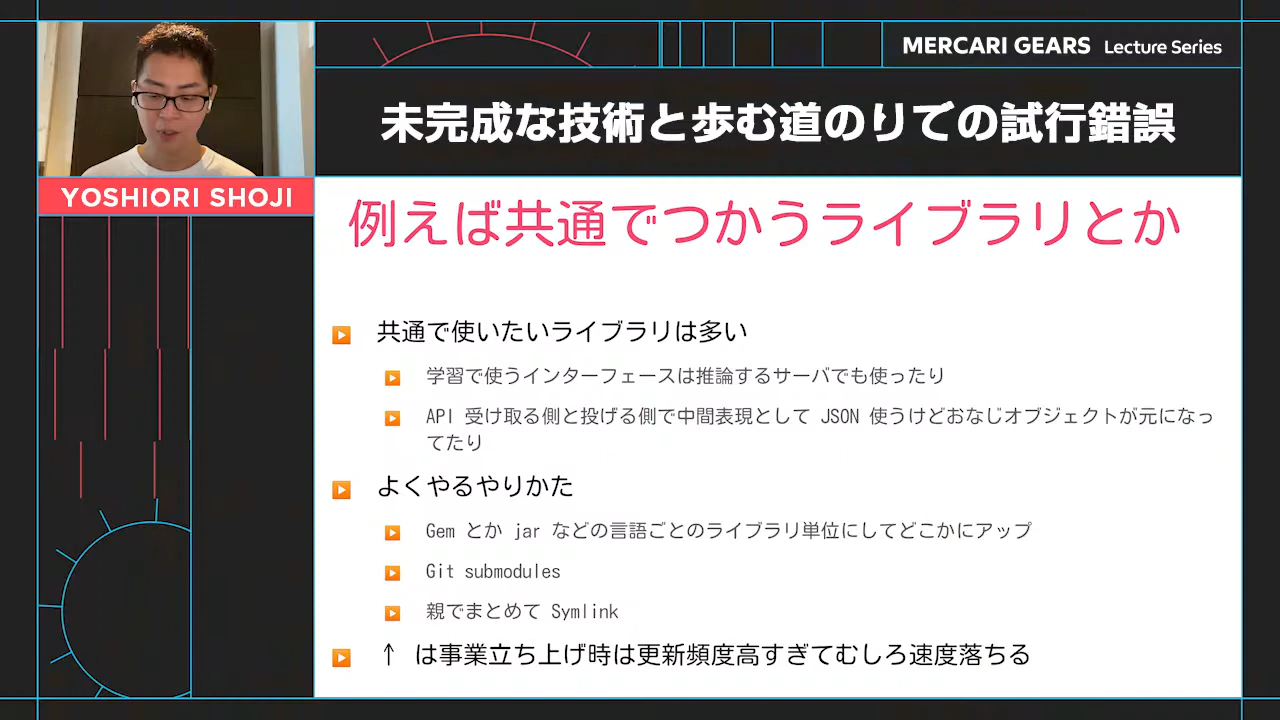 MERCARI GEARS Lecture Series
未完成な技術と歩む道のりでの試行錯誤
YOSHIORI SHOJI
例えば共通でつかうライブラリとか
共通で使いたいライブラリは多い
学習で使うインターフェースは推論するサーバでも使ったり
API 受け取る側と投げる側で中間表現として JSON 使うけどおなじオブジェクトが元になっ
てたり
よくやるやりかた
Gem とか jar などの言語ごとのライブラリ単位にしてどこかにアップ
Git submodules
親でまとめて Symlink
↑ は事業立ち上げ時は更新頻度高すぎてむしろ速度落ちる